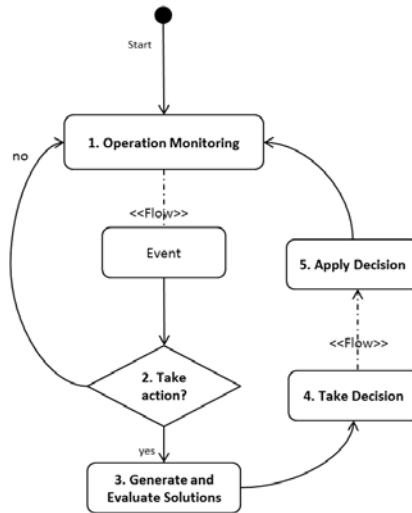 Start
1. Operation Monitoring
no
<<Flow>>
Event
5. Apply Decision
<<Flow>>
2. Take
action?
4. Take Decision
yes
3. Generate and
Evaluate Solutions